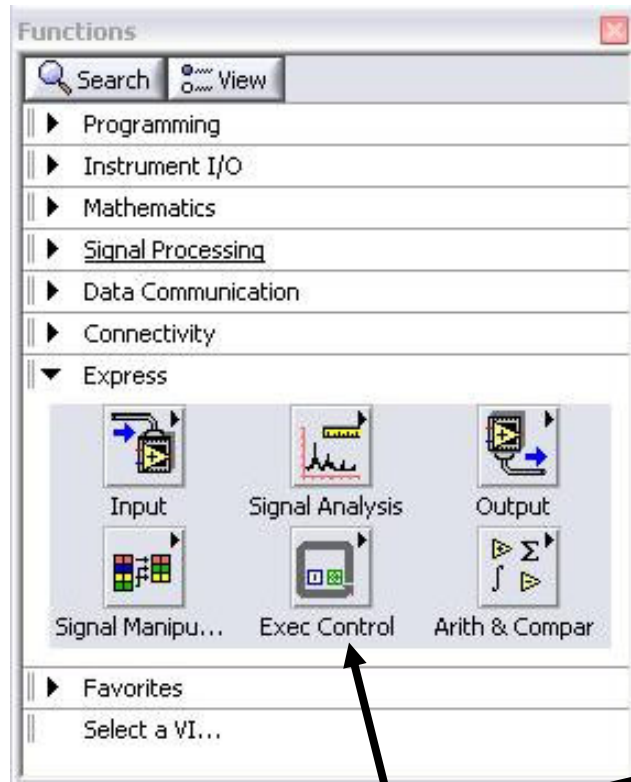 Functions
Search View
Programming
Instrument I/O
Mathematics
Signal Processing
Data Communication
Connectivity
Express
Input Signal Analysis Output
Signal Manipu... Exec Control Arith & Compar
Favorites
Select a VI...